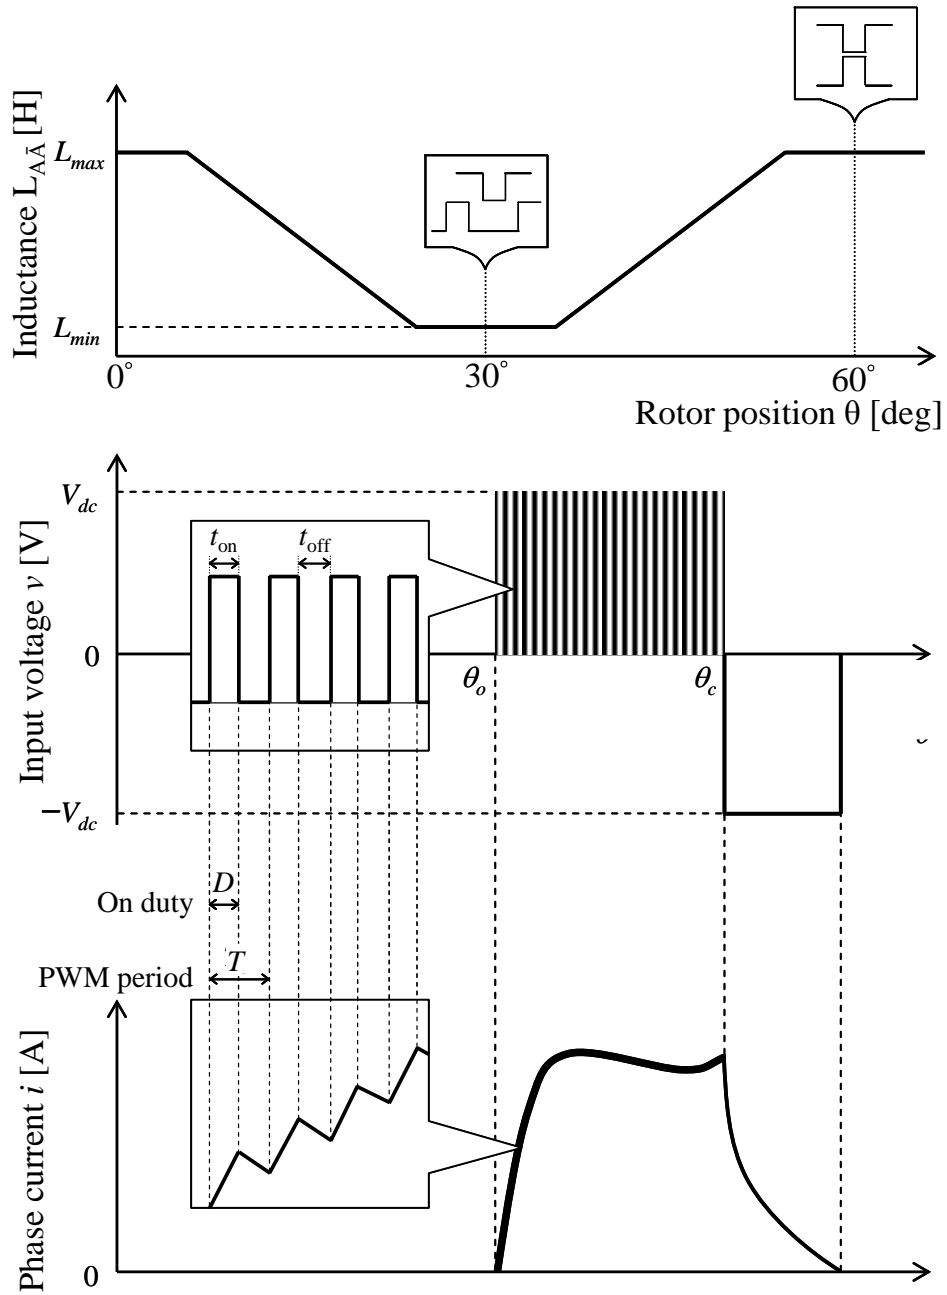 Inductance L_AĀ [H]
L_max
L_min
0°
30°
60°
Rotor position θ [deg]
Input voltage v [V]
V_dc
t_on
t_off
0
θ_o
θ_c
−V_dc
On duty
D
PWM period
T
Phase current i [A]
0